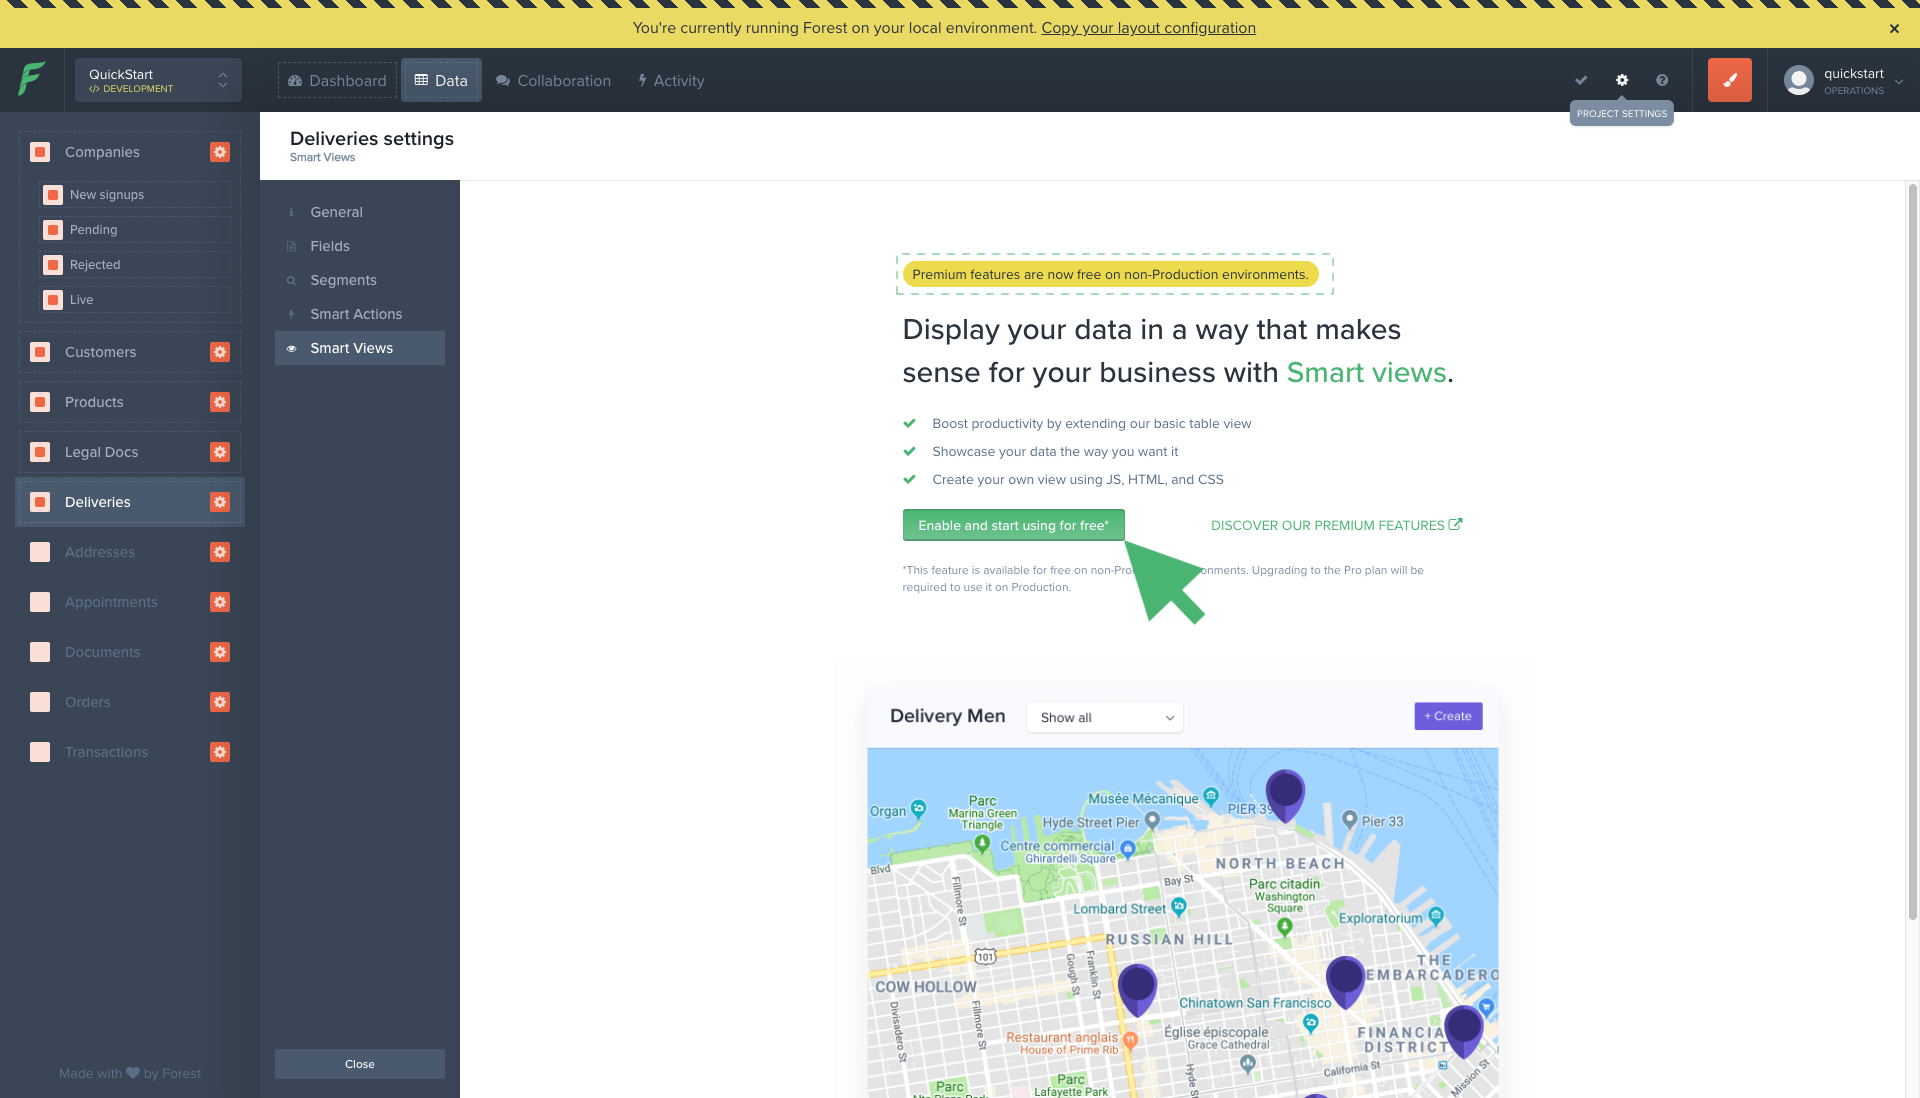 You're currently running Forest on your local environment. Copy your layout configuration
QuickStart
</> DEVELOPMENT
Dashboard
Data
Collaboration
Activity
quickstart
OPERATIONS
PROJECT SETTINGS
Deliveries settings
Smart Views
Companies
New signups
Pending
Rejected
Live
Customers
Products
Legal Docs
Deliveries
Addresses
Appointments
Documents
Orders
Transactions
Made with by Forest
General
Fields
Segments
Smart Actions
Smart Views
Close
Premium features are now free on non-Production environments.
Display your data in a way that makes
sense for your business with Smart views.
Boost productivity by extending our basic table view
Showcase your data the way you want it
Create your own view using JS, HTML, and CSS
Enable and start using for free*
DISCOVER OUR PREMIUM FEATURES
*This feature is available for free on Upgrading to the Pro plan will be
required to use it on Production.
Delivery Men
Show all
+ Create
Organ
Parc
Marina Green
Triangle
Musée Mécanique
Hyde Street Pier
PIER 39
Pier 33
Centre commercial
Ghirardelli Square
Blvd
NORTH BEACH
Bay St
Fillmore St
Parc citadin
Washington
Square
Lombard Street
Exploratorium
RUSSIAN HILL
101
Gough St
Franklin St
THE
EMBARCADERO
COW HOLLOW
Divisadero St
Fillmore St
Chinatown San Francisco
Restaurant anglais
House of Prime Rib
Église épiscopale
Grace Cathedral
FINANCIAL
DISTRICT
Hyde St
California St
Mission St
Parc
Parc
Lafayette Park